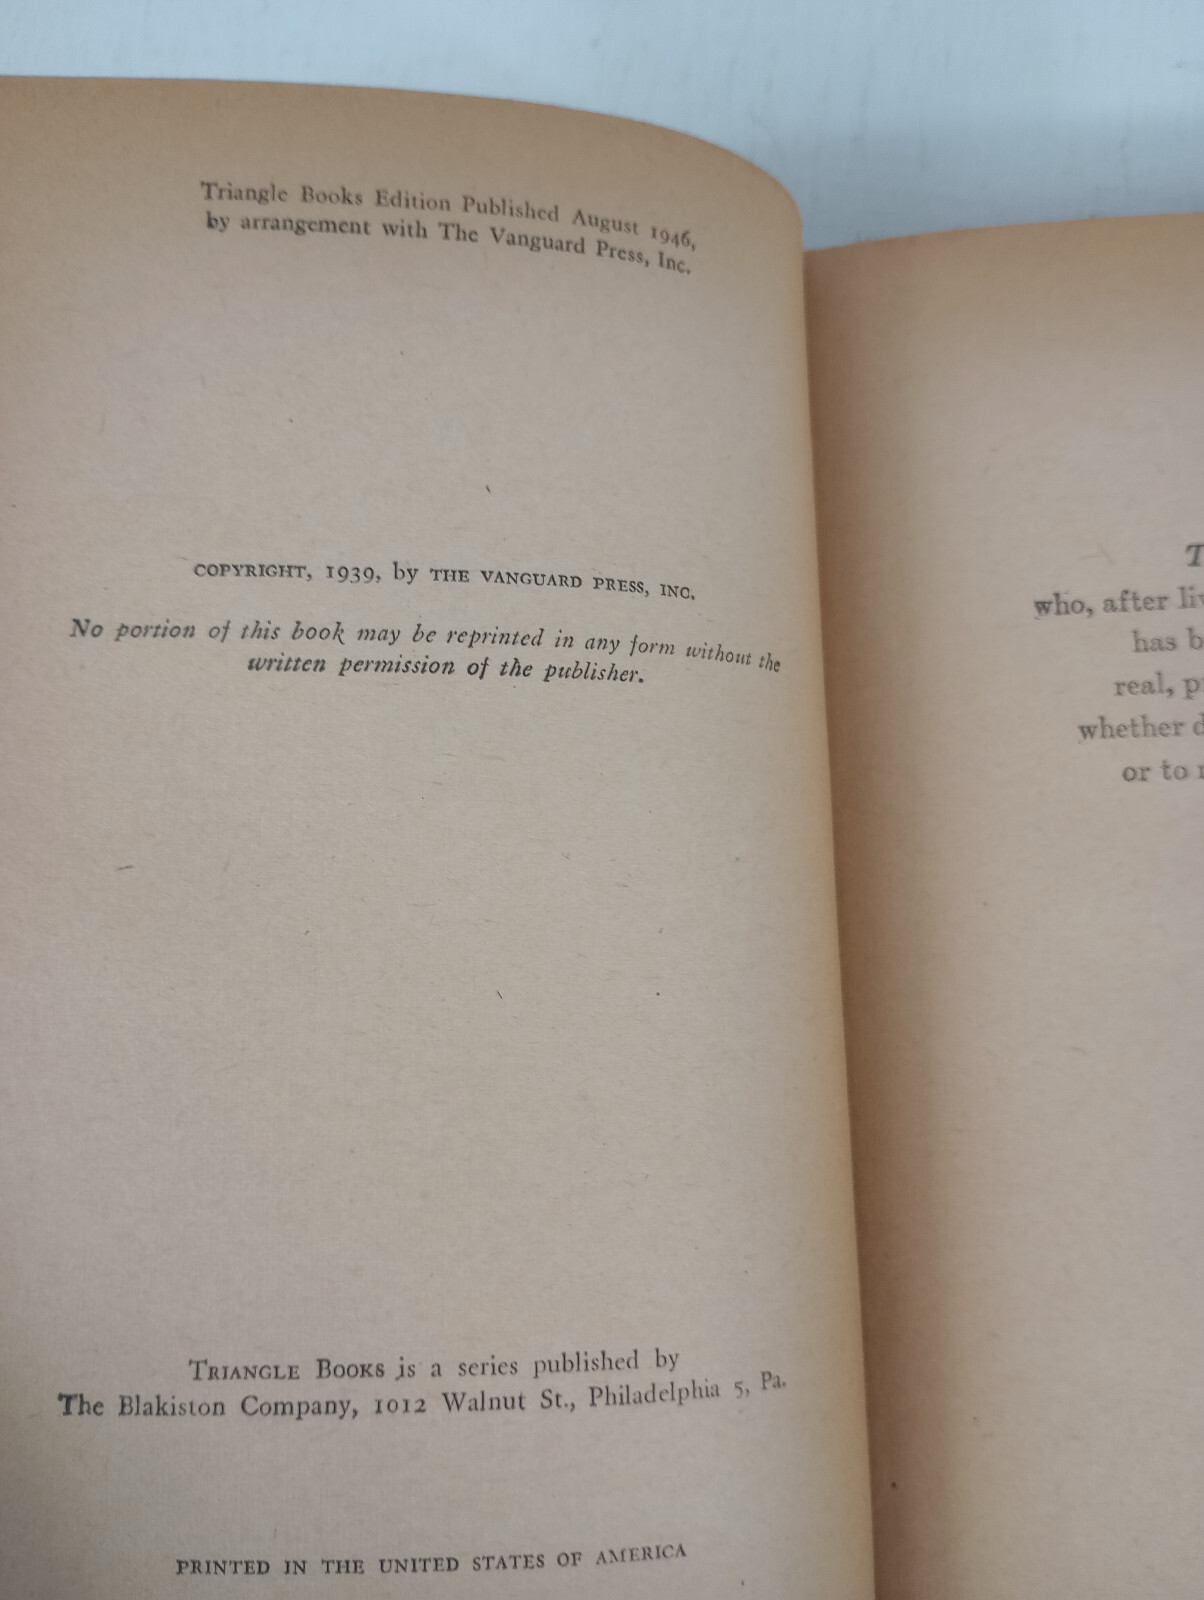 Triangle Books Edition Published August 1946,
by arrangement with The Vanguard Press, Inc.
COPYRIGHT, 1939, by THE VANGUARD PRESS, INC.
No portion of this book may be reprinted in any form without the
written permission of the publisher.
TRIANGLE BOOKS is a series published by
The Blakiston Company, 1012 Walnut St., Philadelphia 5, Pa.
PRINTED IN THE UNITED STATES OF AMERICA
who, after
has
real,
whether
or to